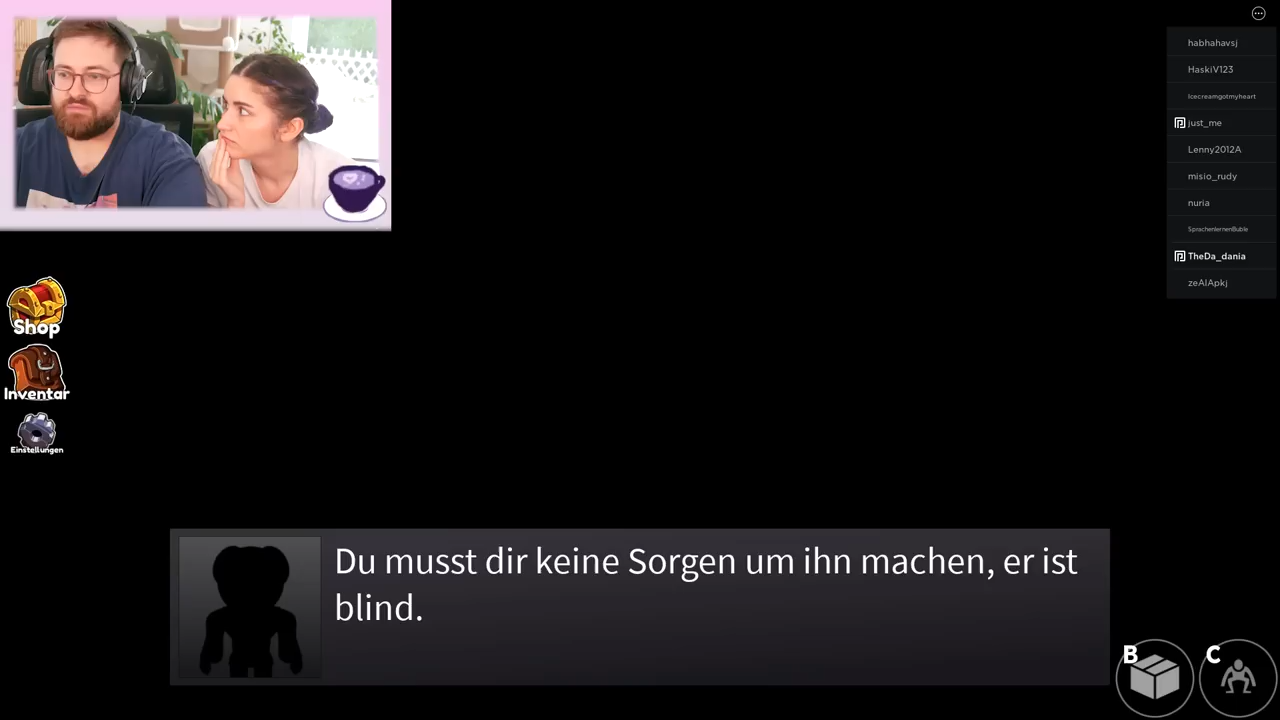 habhahavsj
HaskiV123
Icecreamgotmyheart
just_me
Lenny2012A
misio_rudy
nuria
SprachenlernenBuble
TheDa_dania
zeAlApkj
Shop
Inventar
Einstellungen
Du musst dir keine Sorgen um ihn machen, er ist
blind.
B
C